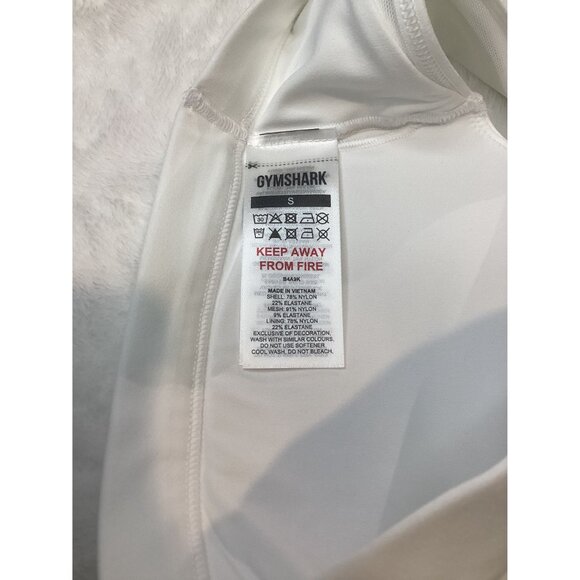 GYMSHARK
S
30
KEEP AWAY
FROM FIRE
B4A9K
MADE IN VIETNAM
SHELL: 78% NYLON
22% ELASTANE
MESH: 91% NYLON
9% ELASTANE
LINING: 78% NYLON
22% ELASTANE
EXCLUSIVE OF DECORATION.
WASH WITH SIMILAR COLOURS.
DO NOT USE SOFTENER.
COOL WASH, DO NOT BLEACH.